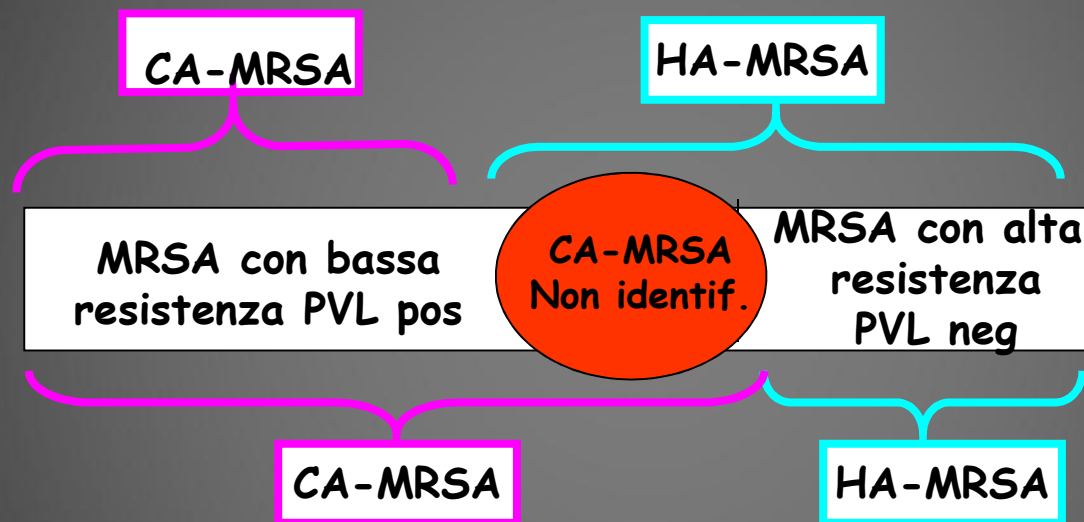 CA-MRSA
HA-MRSA
MRSA con bassa
resistenza PVL pos
CA-MRSA
Non identif.
MRSA con alta
resistenza
PVL neg
CA-MRSA
HA-MRSA